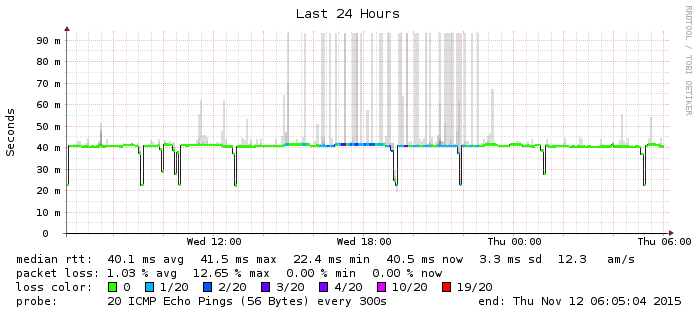 Last 24 Hours
RRDTOOL / TOBI OETIKER
Seconds
90 m
80 m
70 m
60 m
50 m
40 m
30 m
20 m
10 m
0
Wed 12:00 Wed 18:00 Thu 00:00 Thu 06:00
median rtt: 40.1 ms avg 41.5 ms max 22.4 ms min 40.5 ms now 3.3 ms sd 12.3 am/s
packet loss: 1.03 % avg 12.65 % max 0.00 % min 0.00 % now
loss color: 0 1/20 2/20 3/20 4/20 10/20 19/20
probe: 20 ICMP Echo Pings (56 Bytes) every 300s end: Thu Nov 12 06:05:04 2015